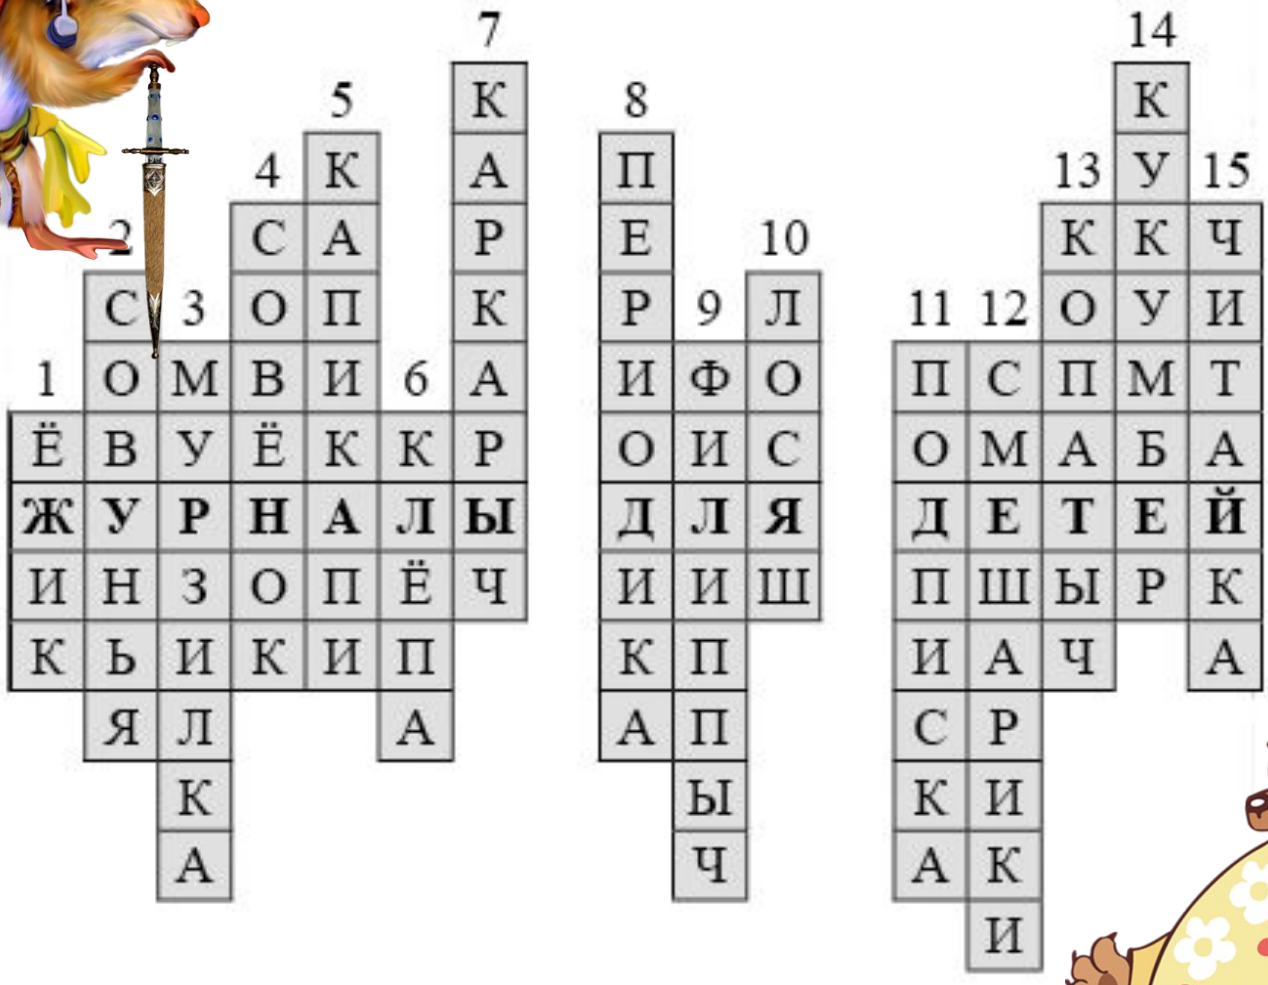 7 14
5 К 8 К
4 К А П 13 У 15
2 С А Р Е 10 К К Ч
С 3 О П К Р 9 Л 11 12 О У И
1 О М В И 6 А И Ф О П С П М Т
Ё В У Ё К К Р О И С О М А Б А
Ж У Р Н А Л Ы Д Л Я Д Е Т Е Й
И Н З О П Ё Ч И И Ш П Ш Ы Р К
К Ь И К И П К П И А Ч А
Я Л А А П С Р
К Ы К И
А Ч А К
И